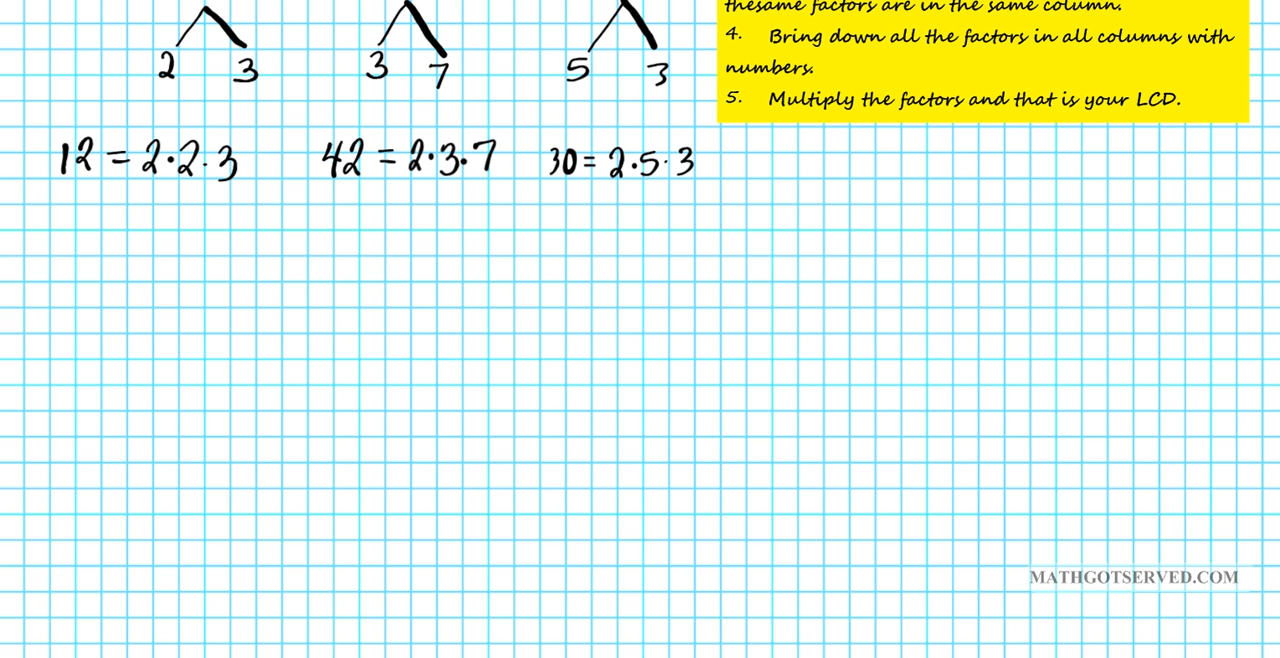 thesame factors are in the same column.
4. Bring down all the factors in all columns with
numbers.
5. Multiply the factors and that is your LCD.
2 3 3 7 5 3
12 = 2·2·3 42 = 2·3·7 30 = 2·5·3
MATHGOTSERVED.COM